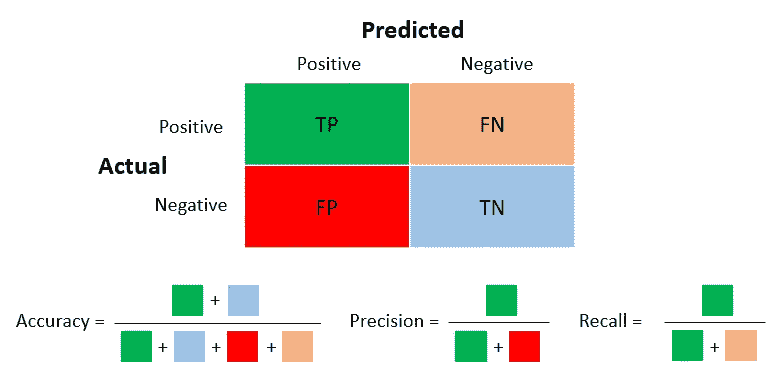 Predicted
Positive Negative
Positive TP FN
Actual
Negative FP TN
+
Accuracy = Precision = Recall =
+ + + + +